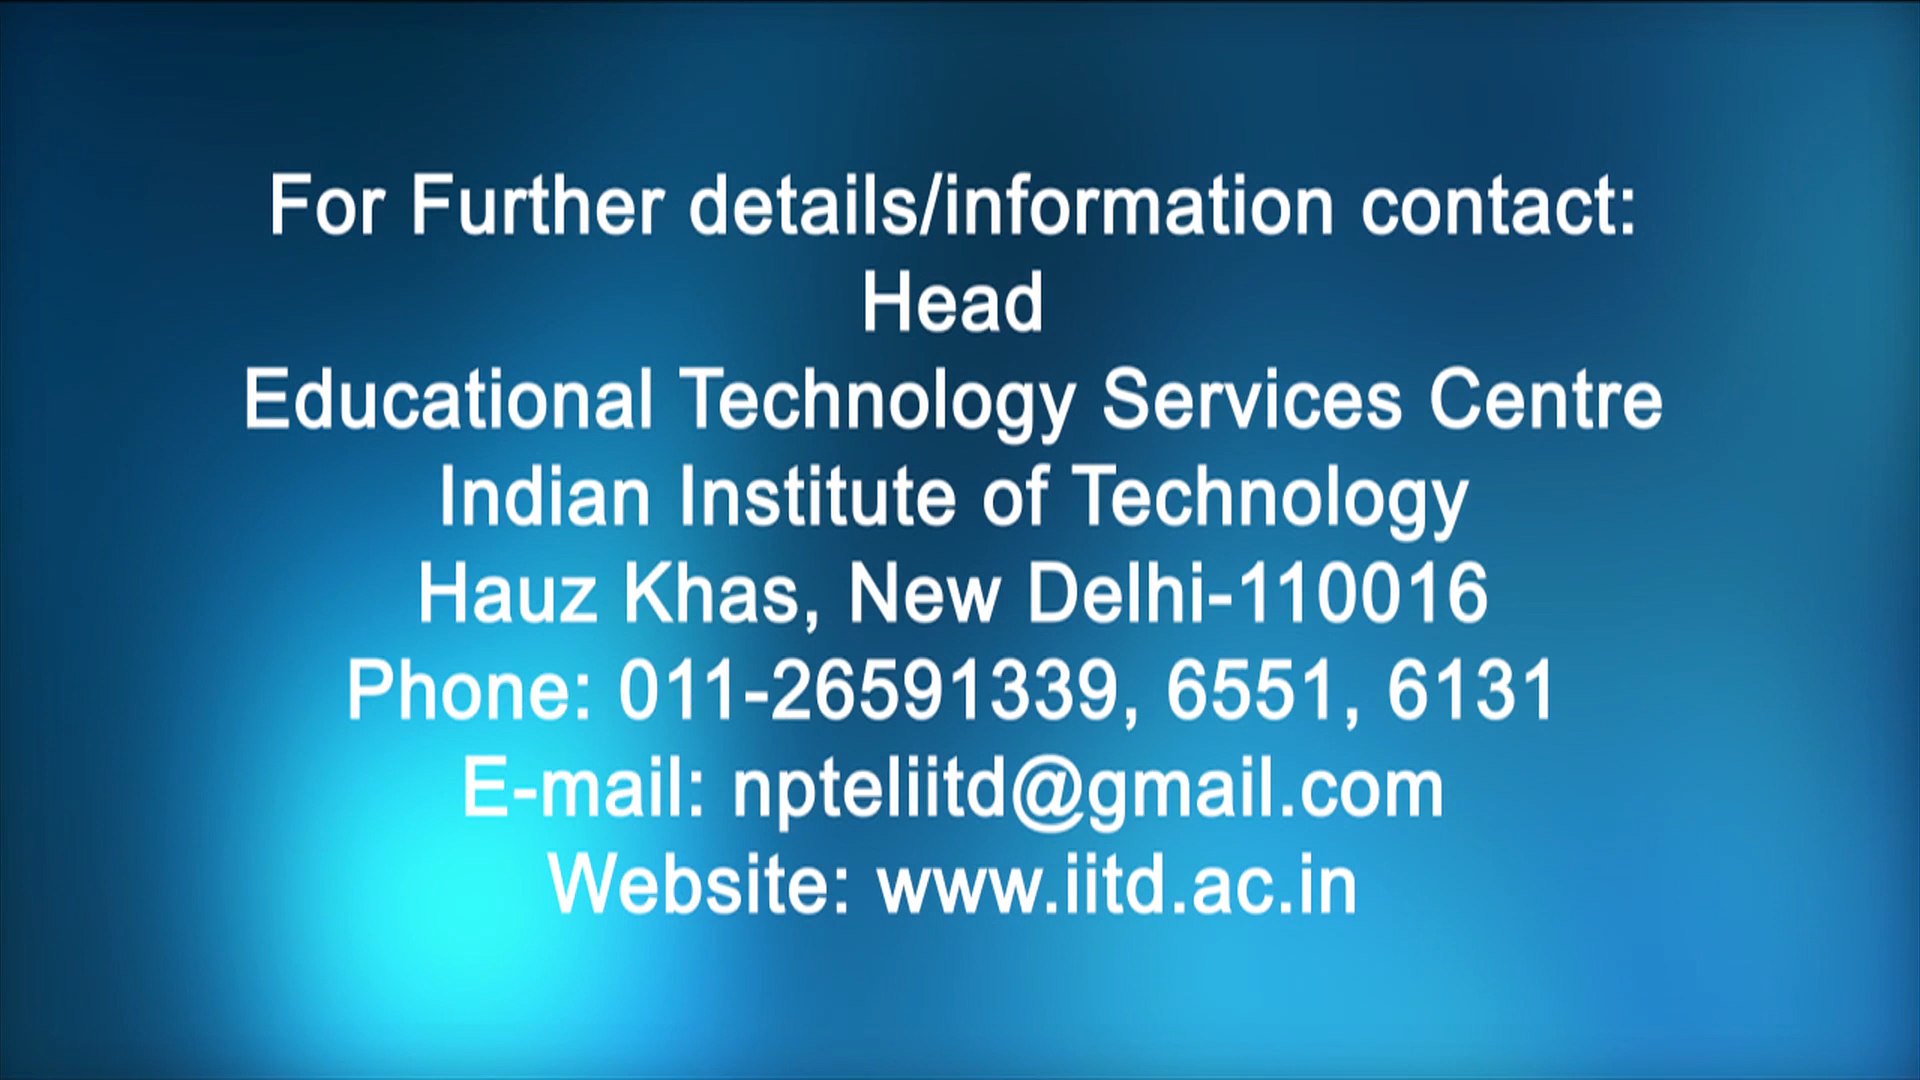 For Further details/information contact:
Head
Educational Technology Services Centre
Indian Institute of Technology
Hauz Khas, New Delhi-110016
Phone: 011-26591339, 6551, 6131
E-mail: npteliitd@gmail.com
Website: www.iitd.ac.in